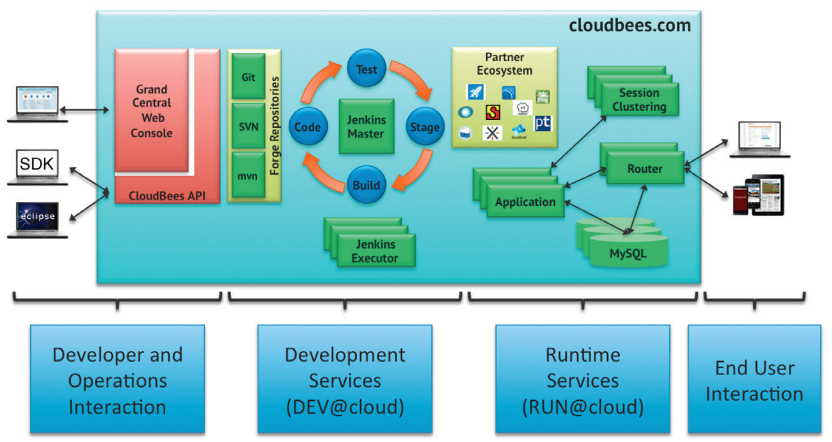 cloudbees.com
Grand
Central
Web
Console
CloudBees API
SDK
eclipse
Git
SVN
mvn
Forge Repositories
Test
Code
Jenkins
Master
Stage
Build
Jenkins
Executor
Partner
Ecosystem
S
pt
Session
Clustering
Router
Application
MySQL
Developer and
Operations
Interaction
Development
Services
(DEV@cloud)
Runtime
Services
(RUN@cloud)
End User
Interaction